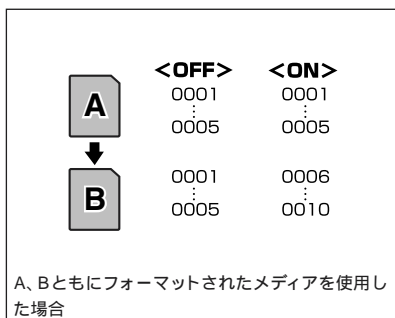 <OFF> <ON>
A 0001 0001
⋮ ⋮
0005 0005
B 0001 0006
⋮ ⋮
0005 0010
A、Bともにフォーマットされたメディアを使用し
た場合